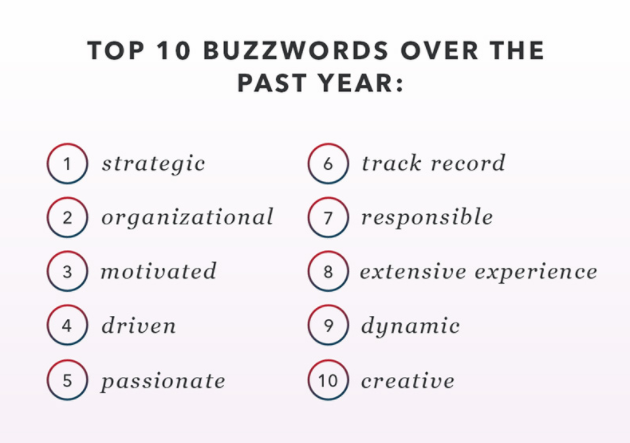 TOP 10 BUZZWORDS OVER THE
PAST YEAR:
1 strategic
2 organizational
3 motivated
4 driven
5 passionate
6 track record
7 responsible
8 extensive experience
9 dynamic
10 creative